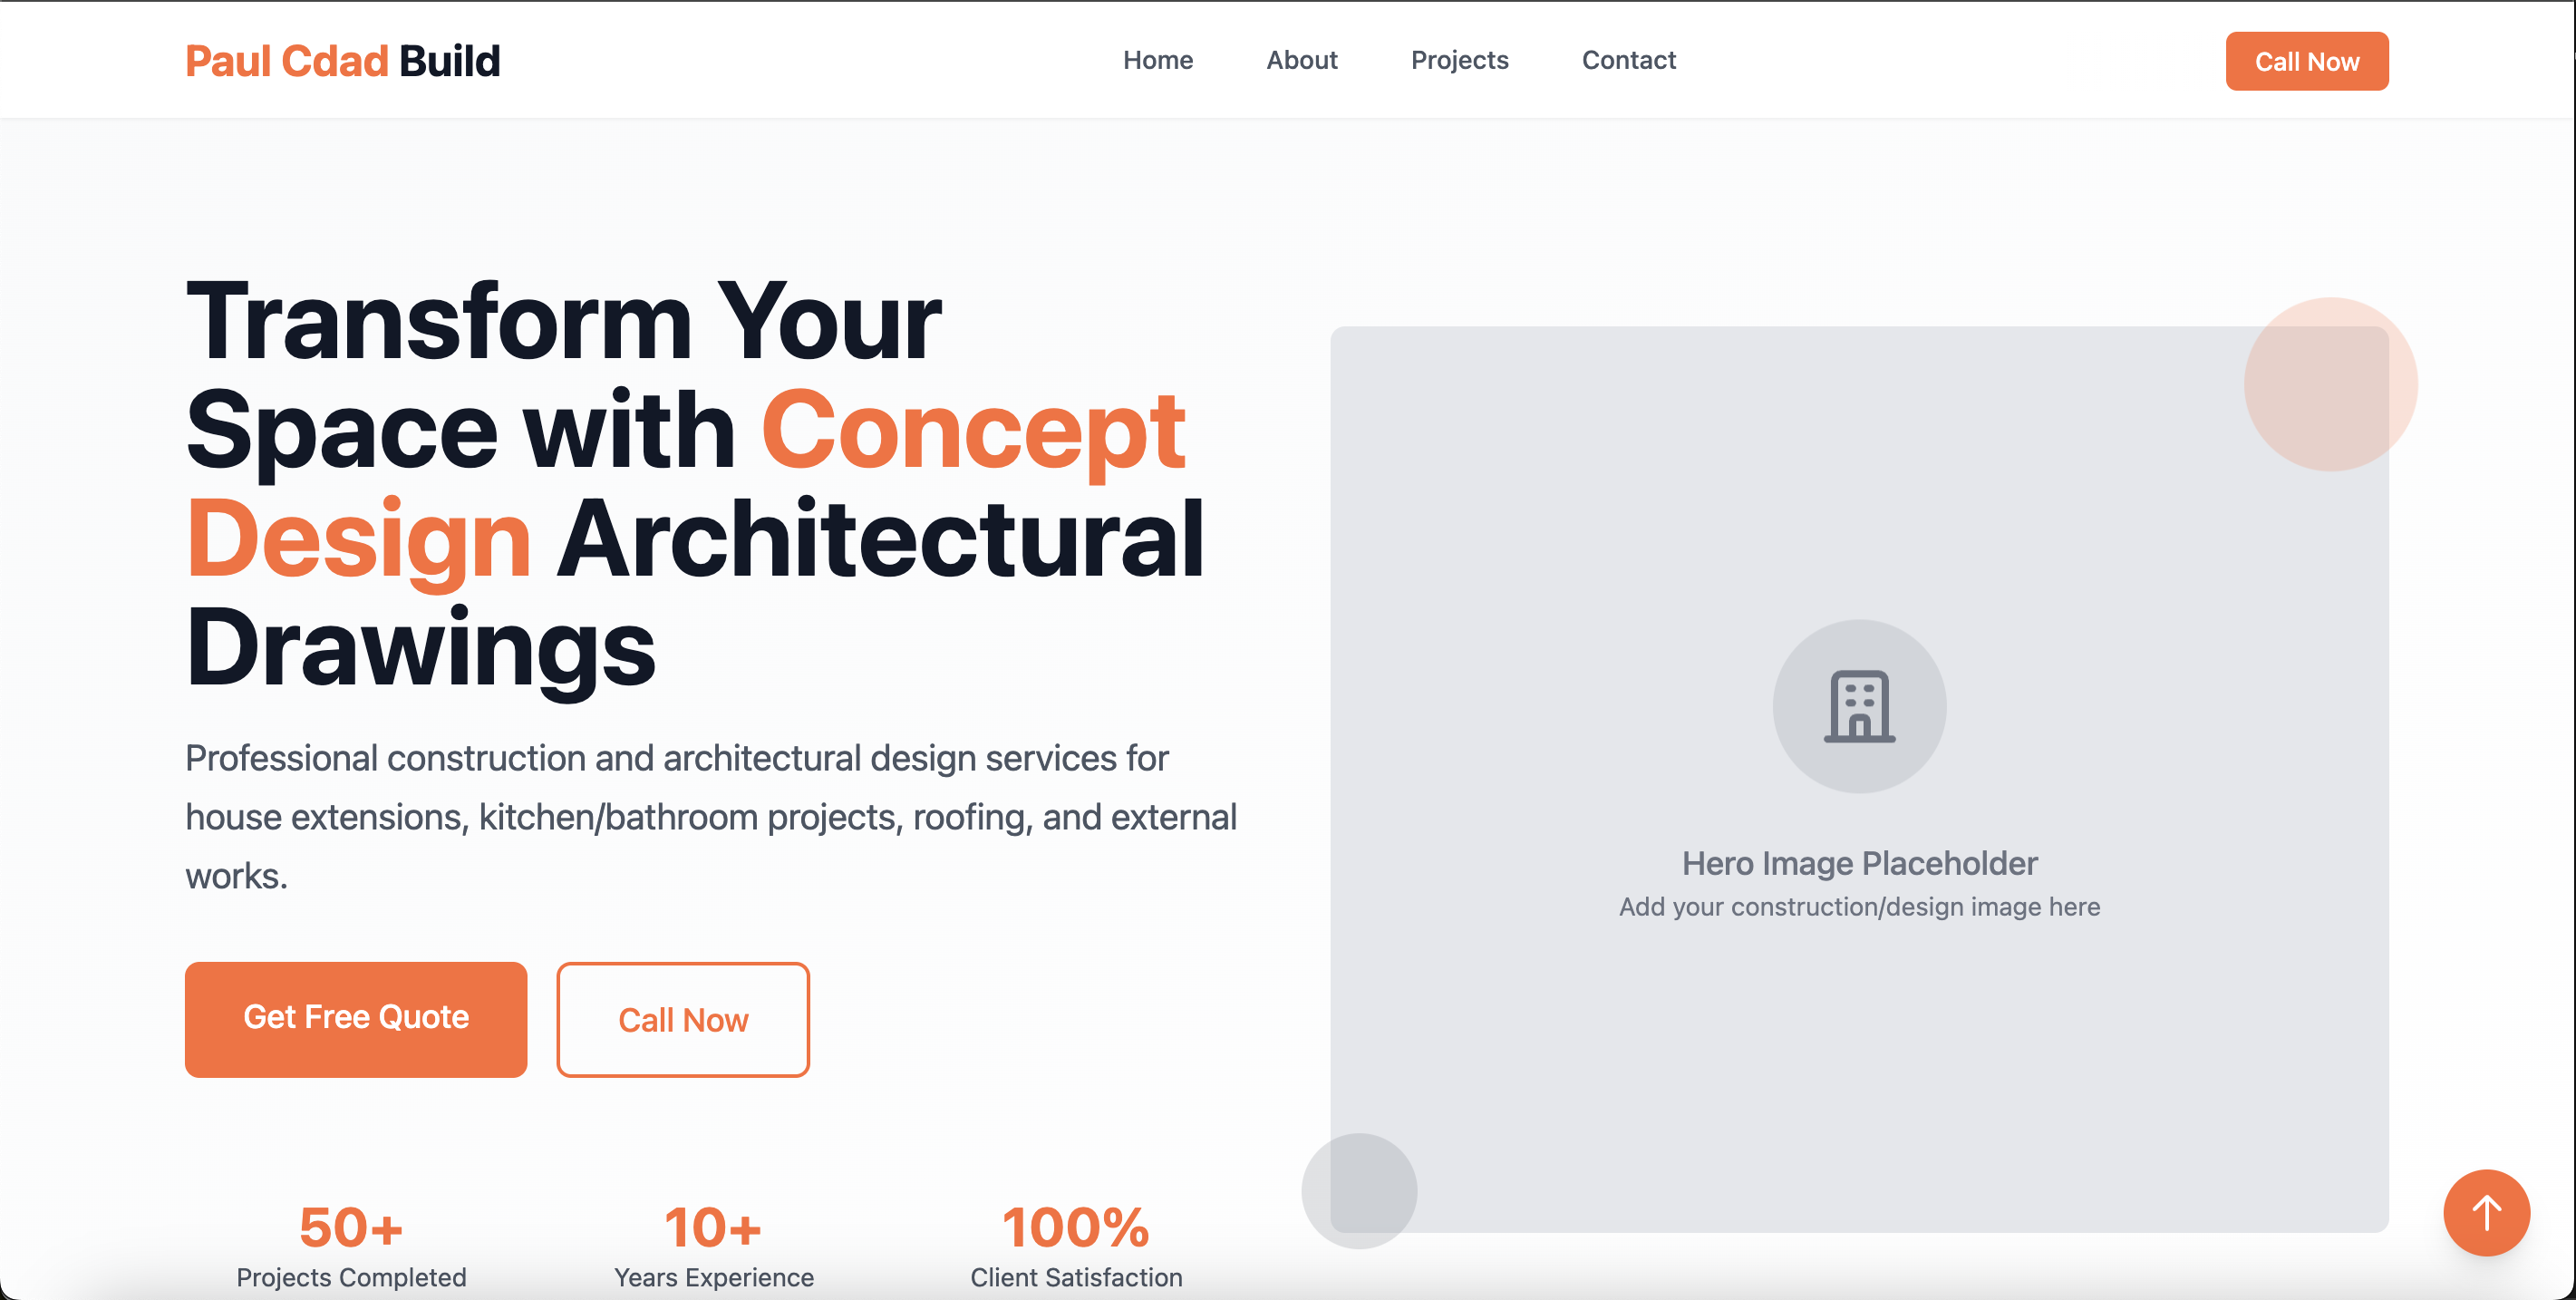 Paul Cdad Build
Home
About
Projects
Contact
Call Now
Transform Your
Space with Concept
Design Architectural
Drawings
Professional construction and architectural design services for
house extensions, kitchen/bathroom projects, roofing, and external
works.
Get Free Quote
Call Now
50+
Projects Completed
10+
Years Experience
100%
Client Satisfaction
Hero Image Placeholder
Add your construction/design image here